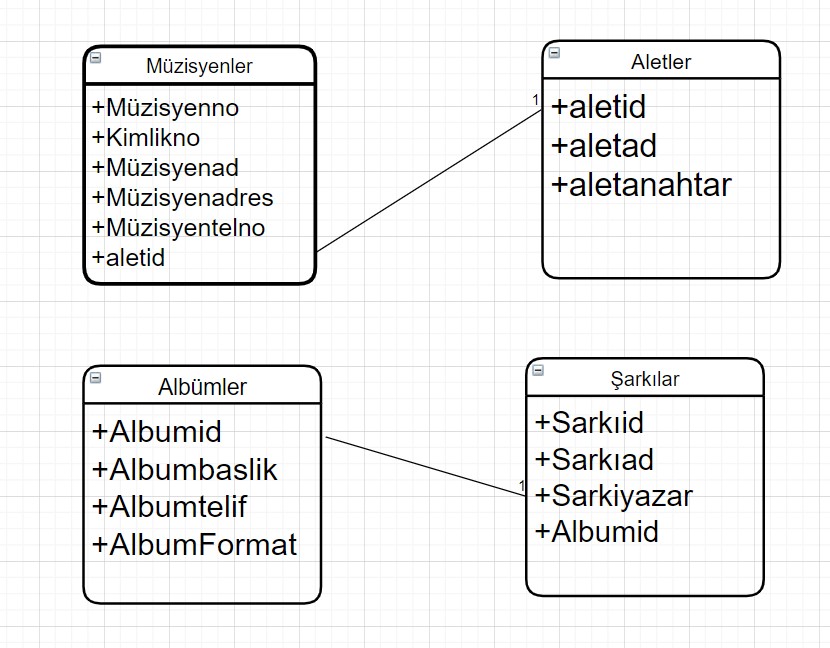 Müzisyenler
+Müzisyenno
+Kimlikno
+Müzisyenad
+Müzisyenadres
+Müzisyentelno
+aletid
Aletler
1
+aletid
+aletad
+aletanahtar
Albümler
+Albumid
+Albumbaslik
+Albumtelif
+AlbumFormat
Şarkılar
+Sarkıid
+Sarkıad
1
+Sarkiyazar
+Albumid